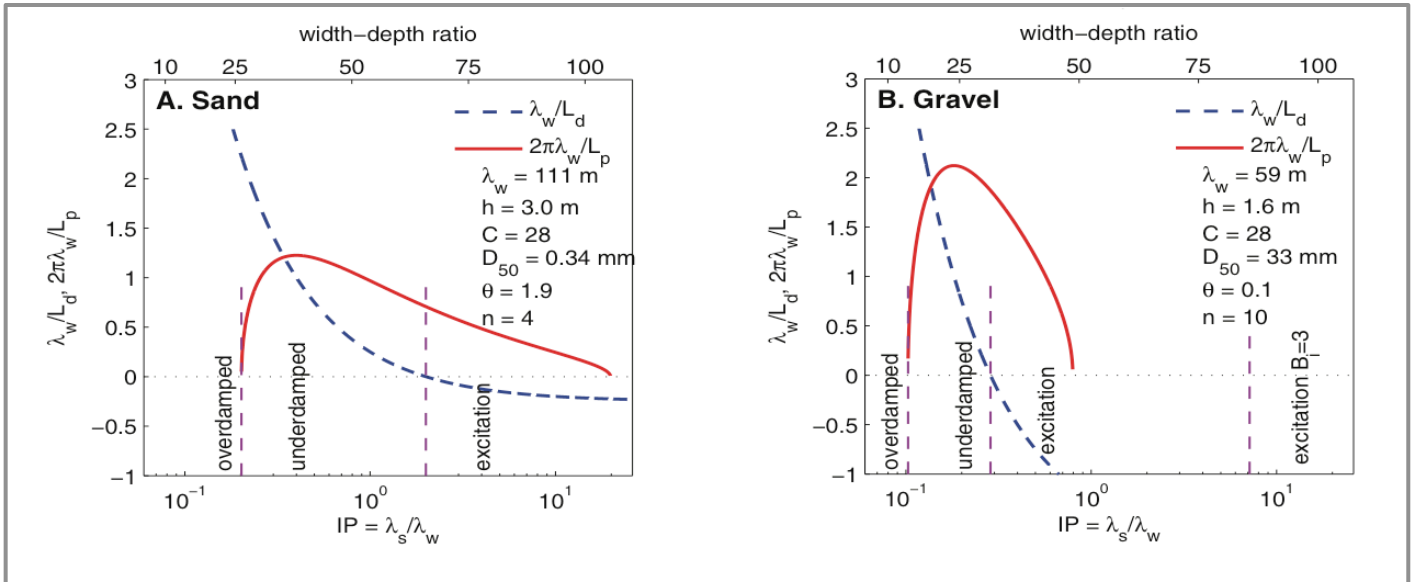 width–depth ratio
10 25 50 75 100
A. Sand
λw/Ld
2πλw/Lp
λw = 111 m
h = 3.0 m
C = 28
D50 = 0.34 mm
θ = 1.9
n = 4
3
2.5
2
1.5
1
0.5
0
−0.5
−1
λw/Ld, 2πλw/Lp
overdamped
underdamped
excitation
10−1 100 101
IP = λs/λw
width–depth ratio
10 25 50 75 100
B. Gravel
λw/Ld
2πλw/Lp
λw = 59 m
h = 1.6 m
C = 28
D50 = 33 mm
θ = 0.1
n = 10
3
2.5
2
1.5
1
0.5
0
−0.5
−1
λw/Ld, 2πλw/Lp
overdamped
underdamped
excitation
excitation B=3
10−1 100 101
IP = λs/λw